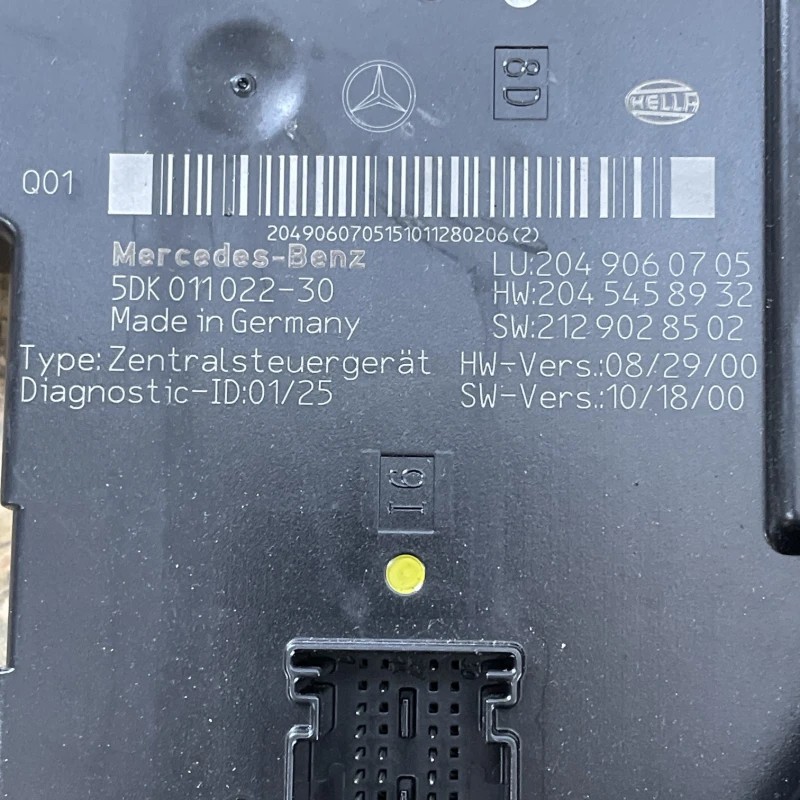 8D
HELLA
Q01
20490607051510112​80206(2)
Mercedes-Benz
LU:204 906 07 05
5DK 011 022-30
HW:204 545 89 32
Made in Germany
SW:212 902 85 02
Type: Zentralsteuergerät HW-Vers.:08/29/00
Diagnostic-ID:01/25 SW-Vers.:10/18/00
I6